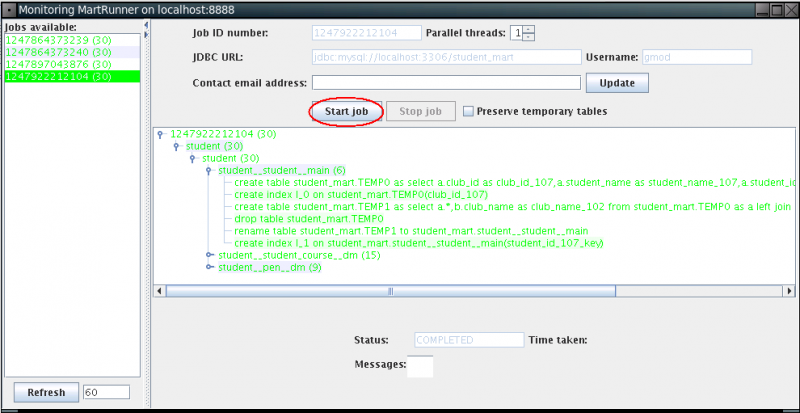 Monitoring MartRunner on localhost:8888
Jobs available:
1247864373239 (30)
1247864373240 (30)
1247897043876 (30)
1247922212104 (30)
Refresh 60
Job ID number: 1247922212104 Parallel threads: 1
JDBC URL: jdbc:mysql://localhost:3306/student_mart Username: gmod
Contact email address: Update
Start job Stop job Preserve temporary tables
1247922212104 (30)
student (30)
student (30)
student__student__main (6)
create table student_mart.TEMP0 as select a.club_id as club_id_107,a.student_name as student_name_107,a.student_id
create index I_0 on student_mart.TEMP0(club_id_107)
create table student_mart.TEMP1 as select a.*,b.club_name as club_name_102 from student_mart.TEMP0 as a left join
drop table student_mart.TEMP0
rename table student_mart.TEMP1 to student_mart.student__student__main
create index I_1 on student_mart.student__student__main(student_id_107_key)
student__student_course__dm (15)
student__pen__dm (9)
Status: COMPLETED Time taken:
Messages: